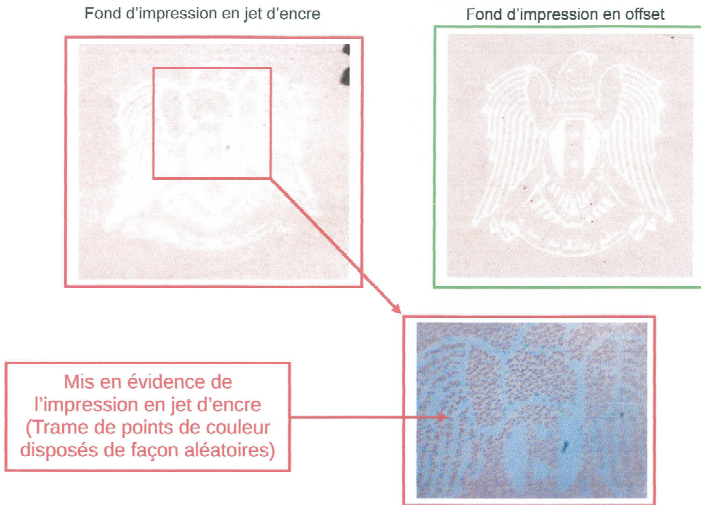 Fond d'impression en jet d'encre
Fond d'impression en offset
Mis en évidence de
l'impression en jet d'encre
(Trame de points de couleur
disposés de façon aléatoires)